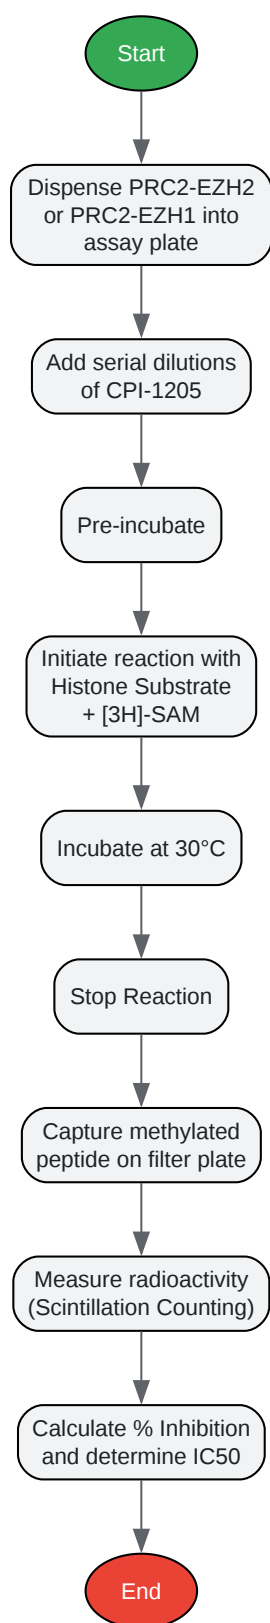 Start
Dispense PRC2-EZH2
or PRC2-EZH1 into
assay plate
Add serial dilutions
of CPI-1205
Pre-incubate
Initiate reaction with
Histone Substrate
+ [3H]-SAM
Incubate at 30°C
Stop Reaction
Capture methylated
peptide on filter plate
Measure radioactivity
(Scintillation Counting)
Calculate % Inhibition
and determine IC50
End